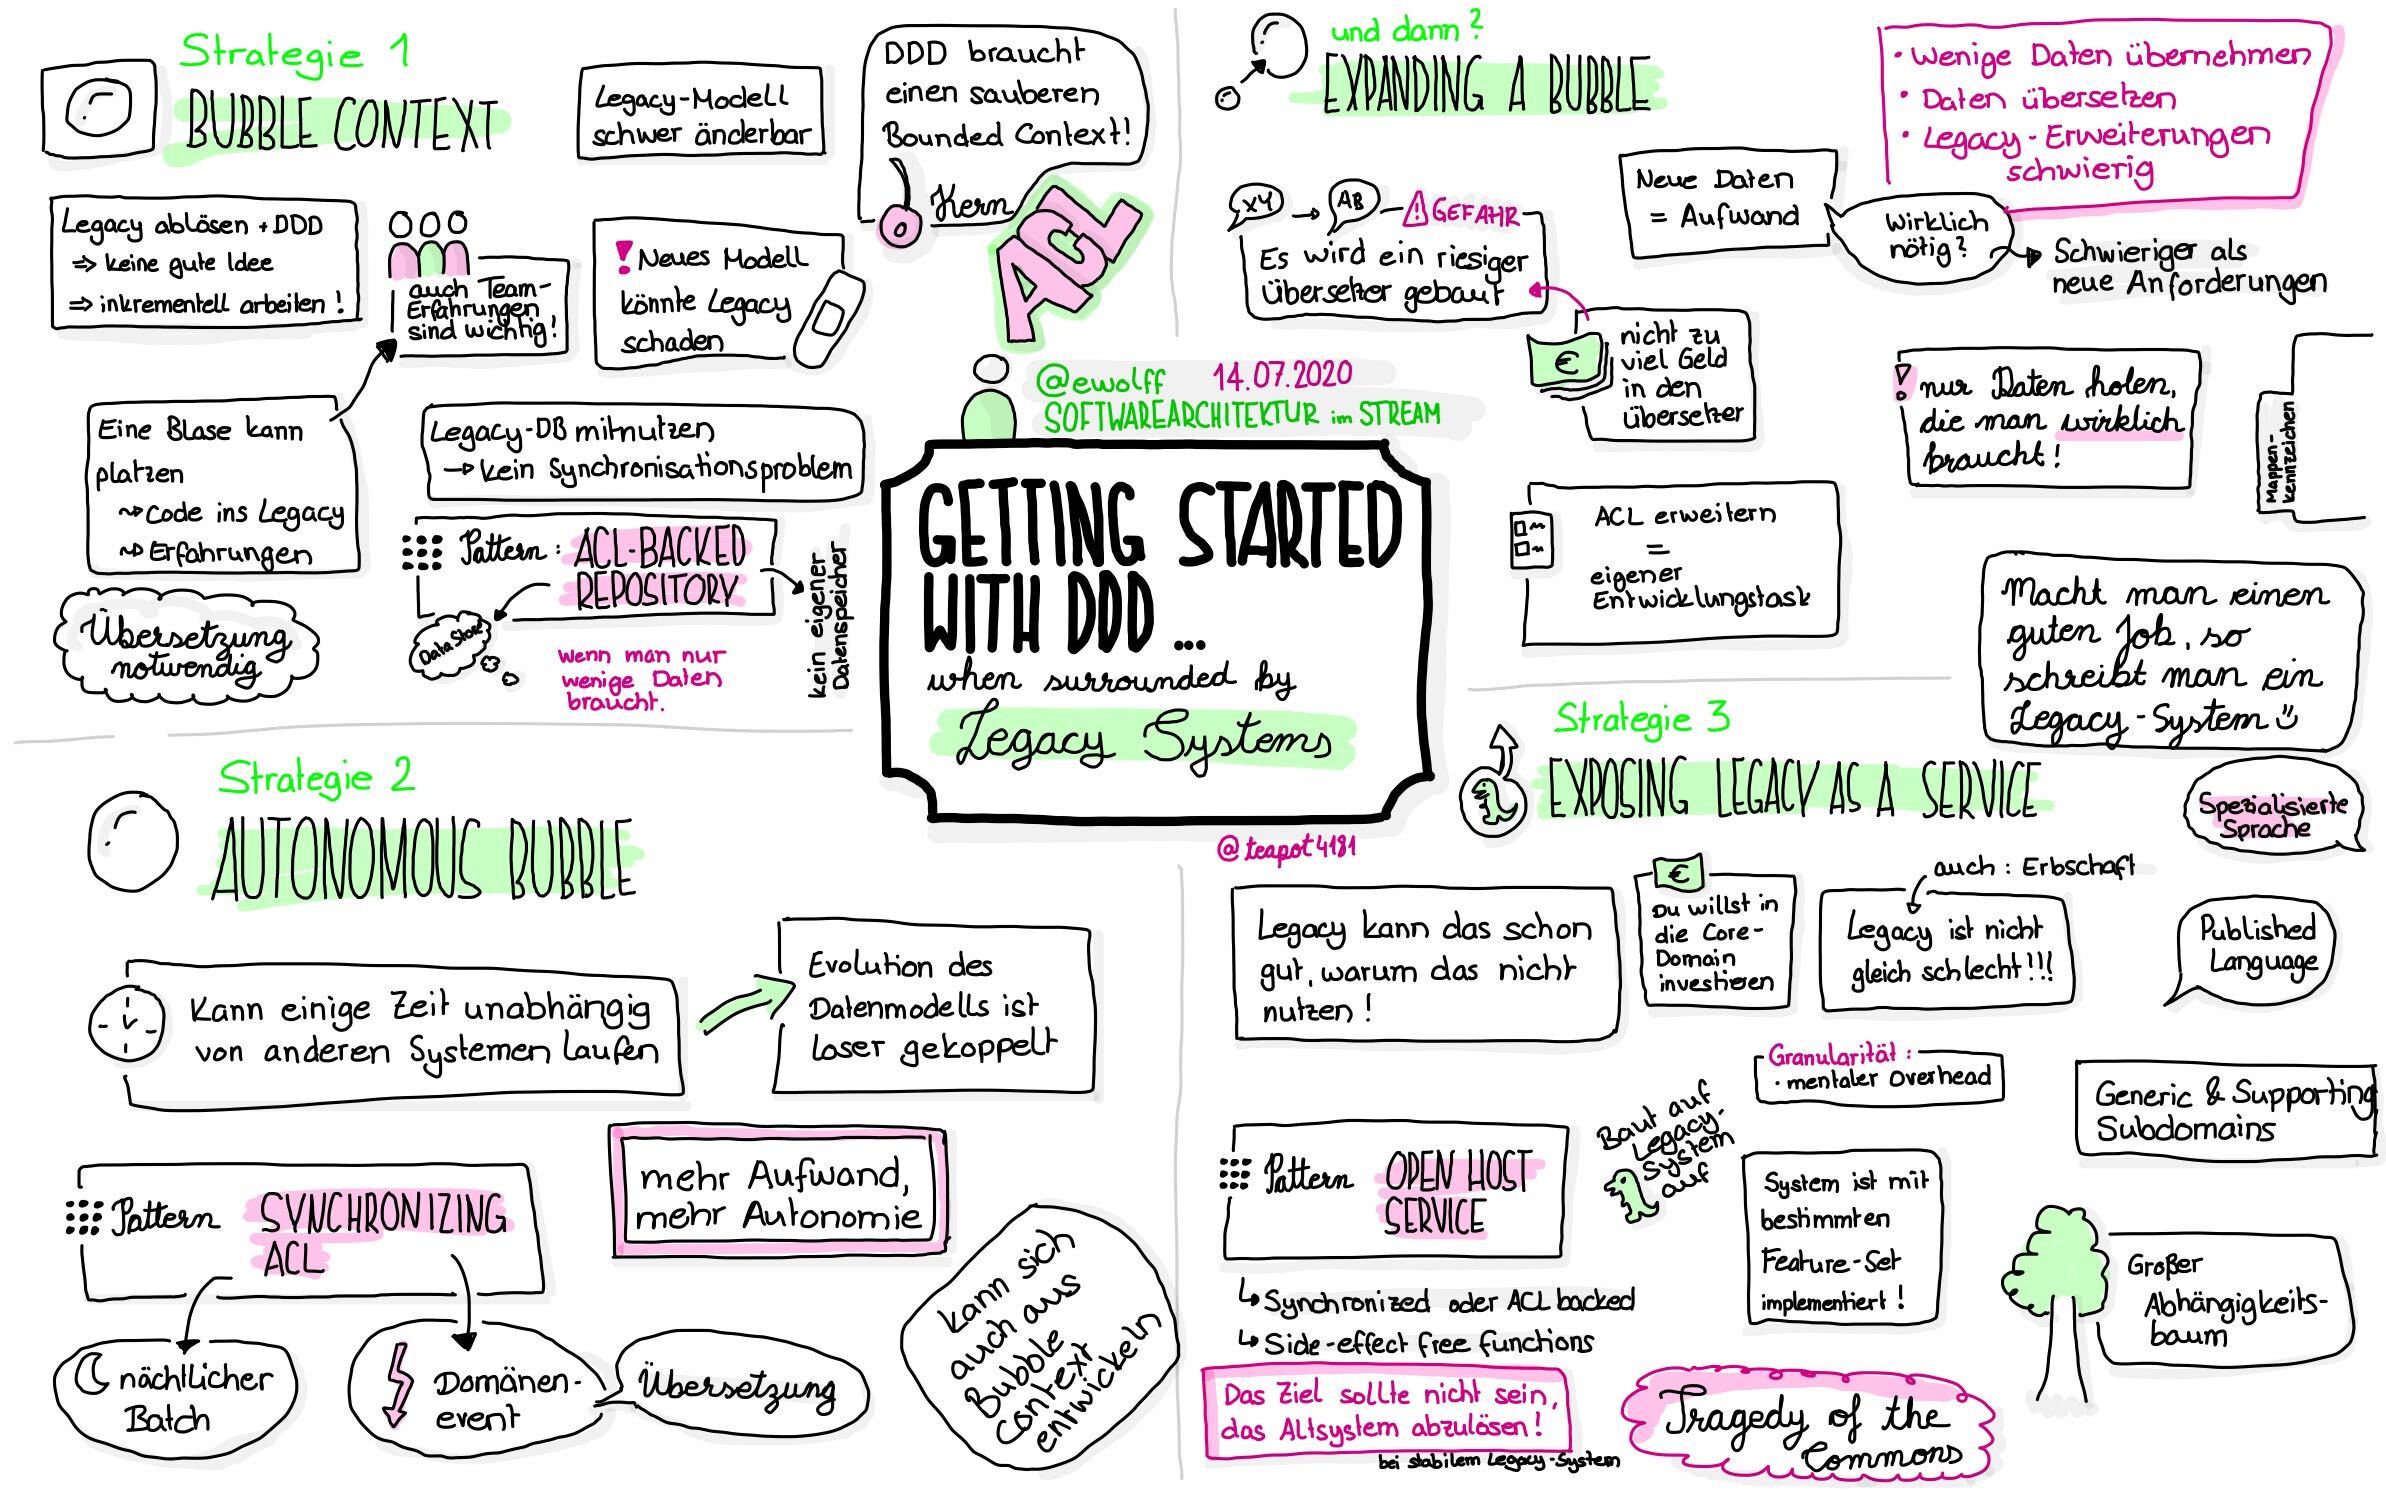 Strategie 1
BUBBLE CONTEXT
Legacy-Modell
schwer änderbar
DDD braucht
einen sauberen
Bounded Context!
Kern
ACL
Legacy ablösen + DDD
⇒ keine gute Idee
⇒ inkrementell arbeiten!
auch Team-
Erfahrungen
sind wichtig!
! Neues Modell
könnte Legacy
schaden
Eine Blase kann
platzen
↝ Code ins Legacy
↝ Erfahrungen
Legacy-DB mitnutzen
→ kein Synchronisationsproblem
Pattern: ACL-BACKED
REPOSITORY
Data Store
kein eigener
Datenspeicher
wenn man nur
wenige Daten
braucht.
Übersetzung
notwendig
@ewolff 14.07.2020
SOFTWAREARCHITEKTUR im STREAM
GETTING STARTED
WITH DDD ...
when surrounded by
Legacy Systems
@teapot4181
und dann?
EXPANDING A BUBBLE
• Wenige Daten übernehmen
• Daten übersetzen
• Legacy-Erweiterungen
schwierig
XY → AB
! GEFAHR
Es wird ein riesiger
Übersetzer gebaut
Neue Daten
= Aufwand
Wirklich
nötig?
Schwieriger als
neue Anforderungen
€
nicht zu
viel Geld
in den
Übersetzer
! nur Daten holen,
die man wirklich
braucht!
Mappen-
kennzeichen
ACL erweitern
=
eigener
Entwicklungstask
Macht man einen
guten Job, so
schreibt man ein
Legacy-System
Strategie 2
AUTONOMOUS BUBBLE
Kann einige Zeit unabhängig
von anderen Systemen laufen
Evolution des
Datenmodells ist
loser gekoppelt
mehr Aufwand,
mehr Autonomie
Pattern SYNCHRONIZING
ACL
nächtlicher
Batch
Domänen-
event
Übersetzung
kann sich
auch aus
Bubble
context
entwickeln
Strategie 3
EXPOSING LEGACY AS A SERVICE
Spezialisierte
Sprache
Legacy kann das schon
gut, warum das nicht
nutzen!
€
Du willst in
die Core-
Domain
investieren
auch: Erbschaft
Legacy ist nicht
gleich schlecht!!!
Published
Language
Granularität:
• mentaler Overhead
Generic & Supporting
Subdomains
Pattern OPEN HOST
SERVICE
Baut auf
Legacy-
System
auf
System ist mit
bestimmten
Feature-Set
implementiert!
↳ Synchronized oder ACL backed
↳ Side-effect free functions
Großer
Abhängigkeits-
baum
Das Ziel sollte nicht sein,
das Altsystem abzulösen!
bei stabilem Legacy-System
Tragedy of the
Commons